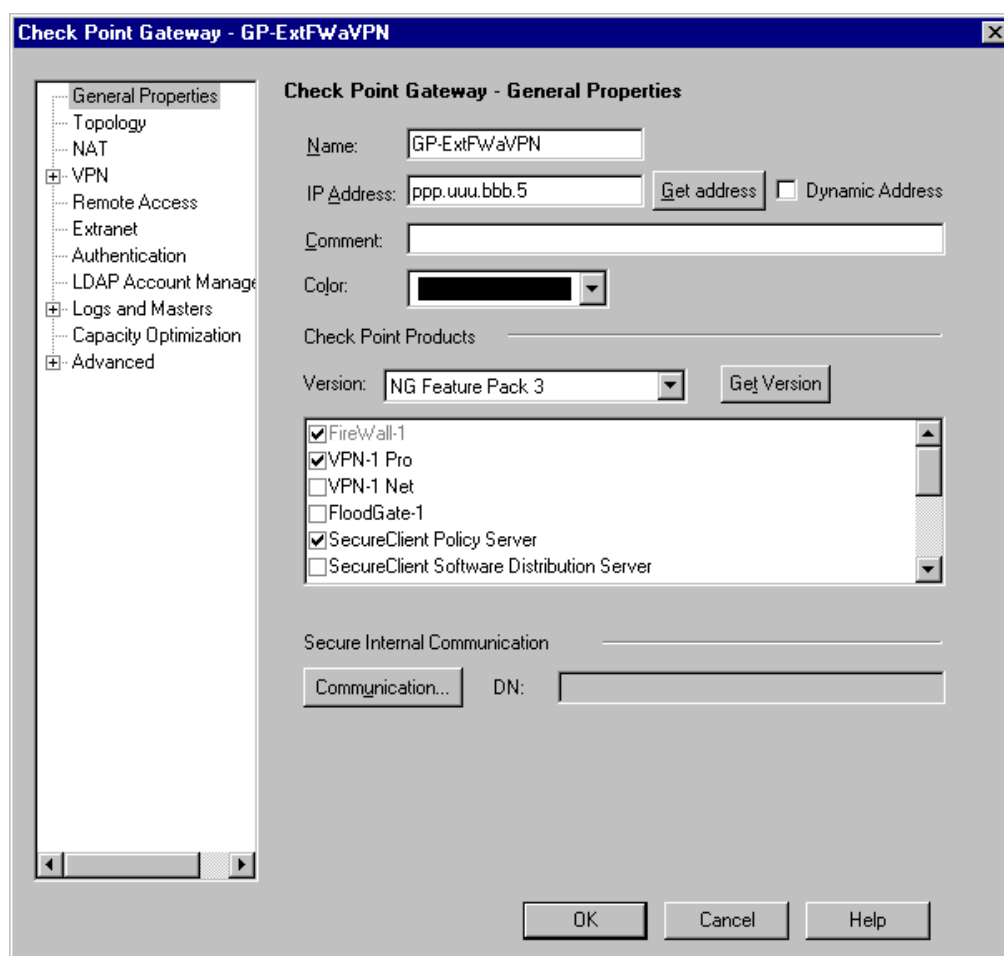 Check Point Gateway - GP-ExtFWaVPN
General Properties
Topology
NAT
VPN
Remote Access
Extranet
Authentication
LDAP Account Manage
Logs and Masters
Capacity Optimization
Advanced
Check Point Gateway - General Properties
Name: GP-ExtFWaVPN
IP Address: ppp.uuu.bbb.5 Get address Dynamic Address
Comment:
Color:
Check Point Products
Version: NG Feature Pack 3 Get Version
FireWall-1
VPN-1 Pro
VPN-1 Net
FloodGate-1
SecureClient Policy Server
SecureClient Software Distribution Server
Secure Internal Communication
Communication... DN:
OK Cancel Help